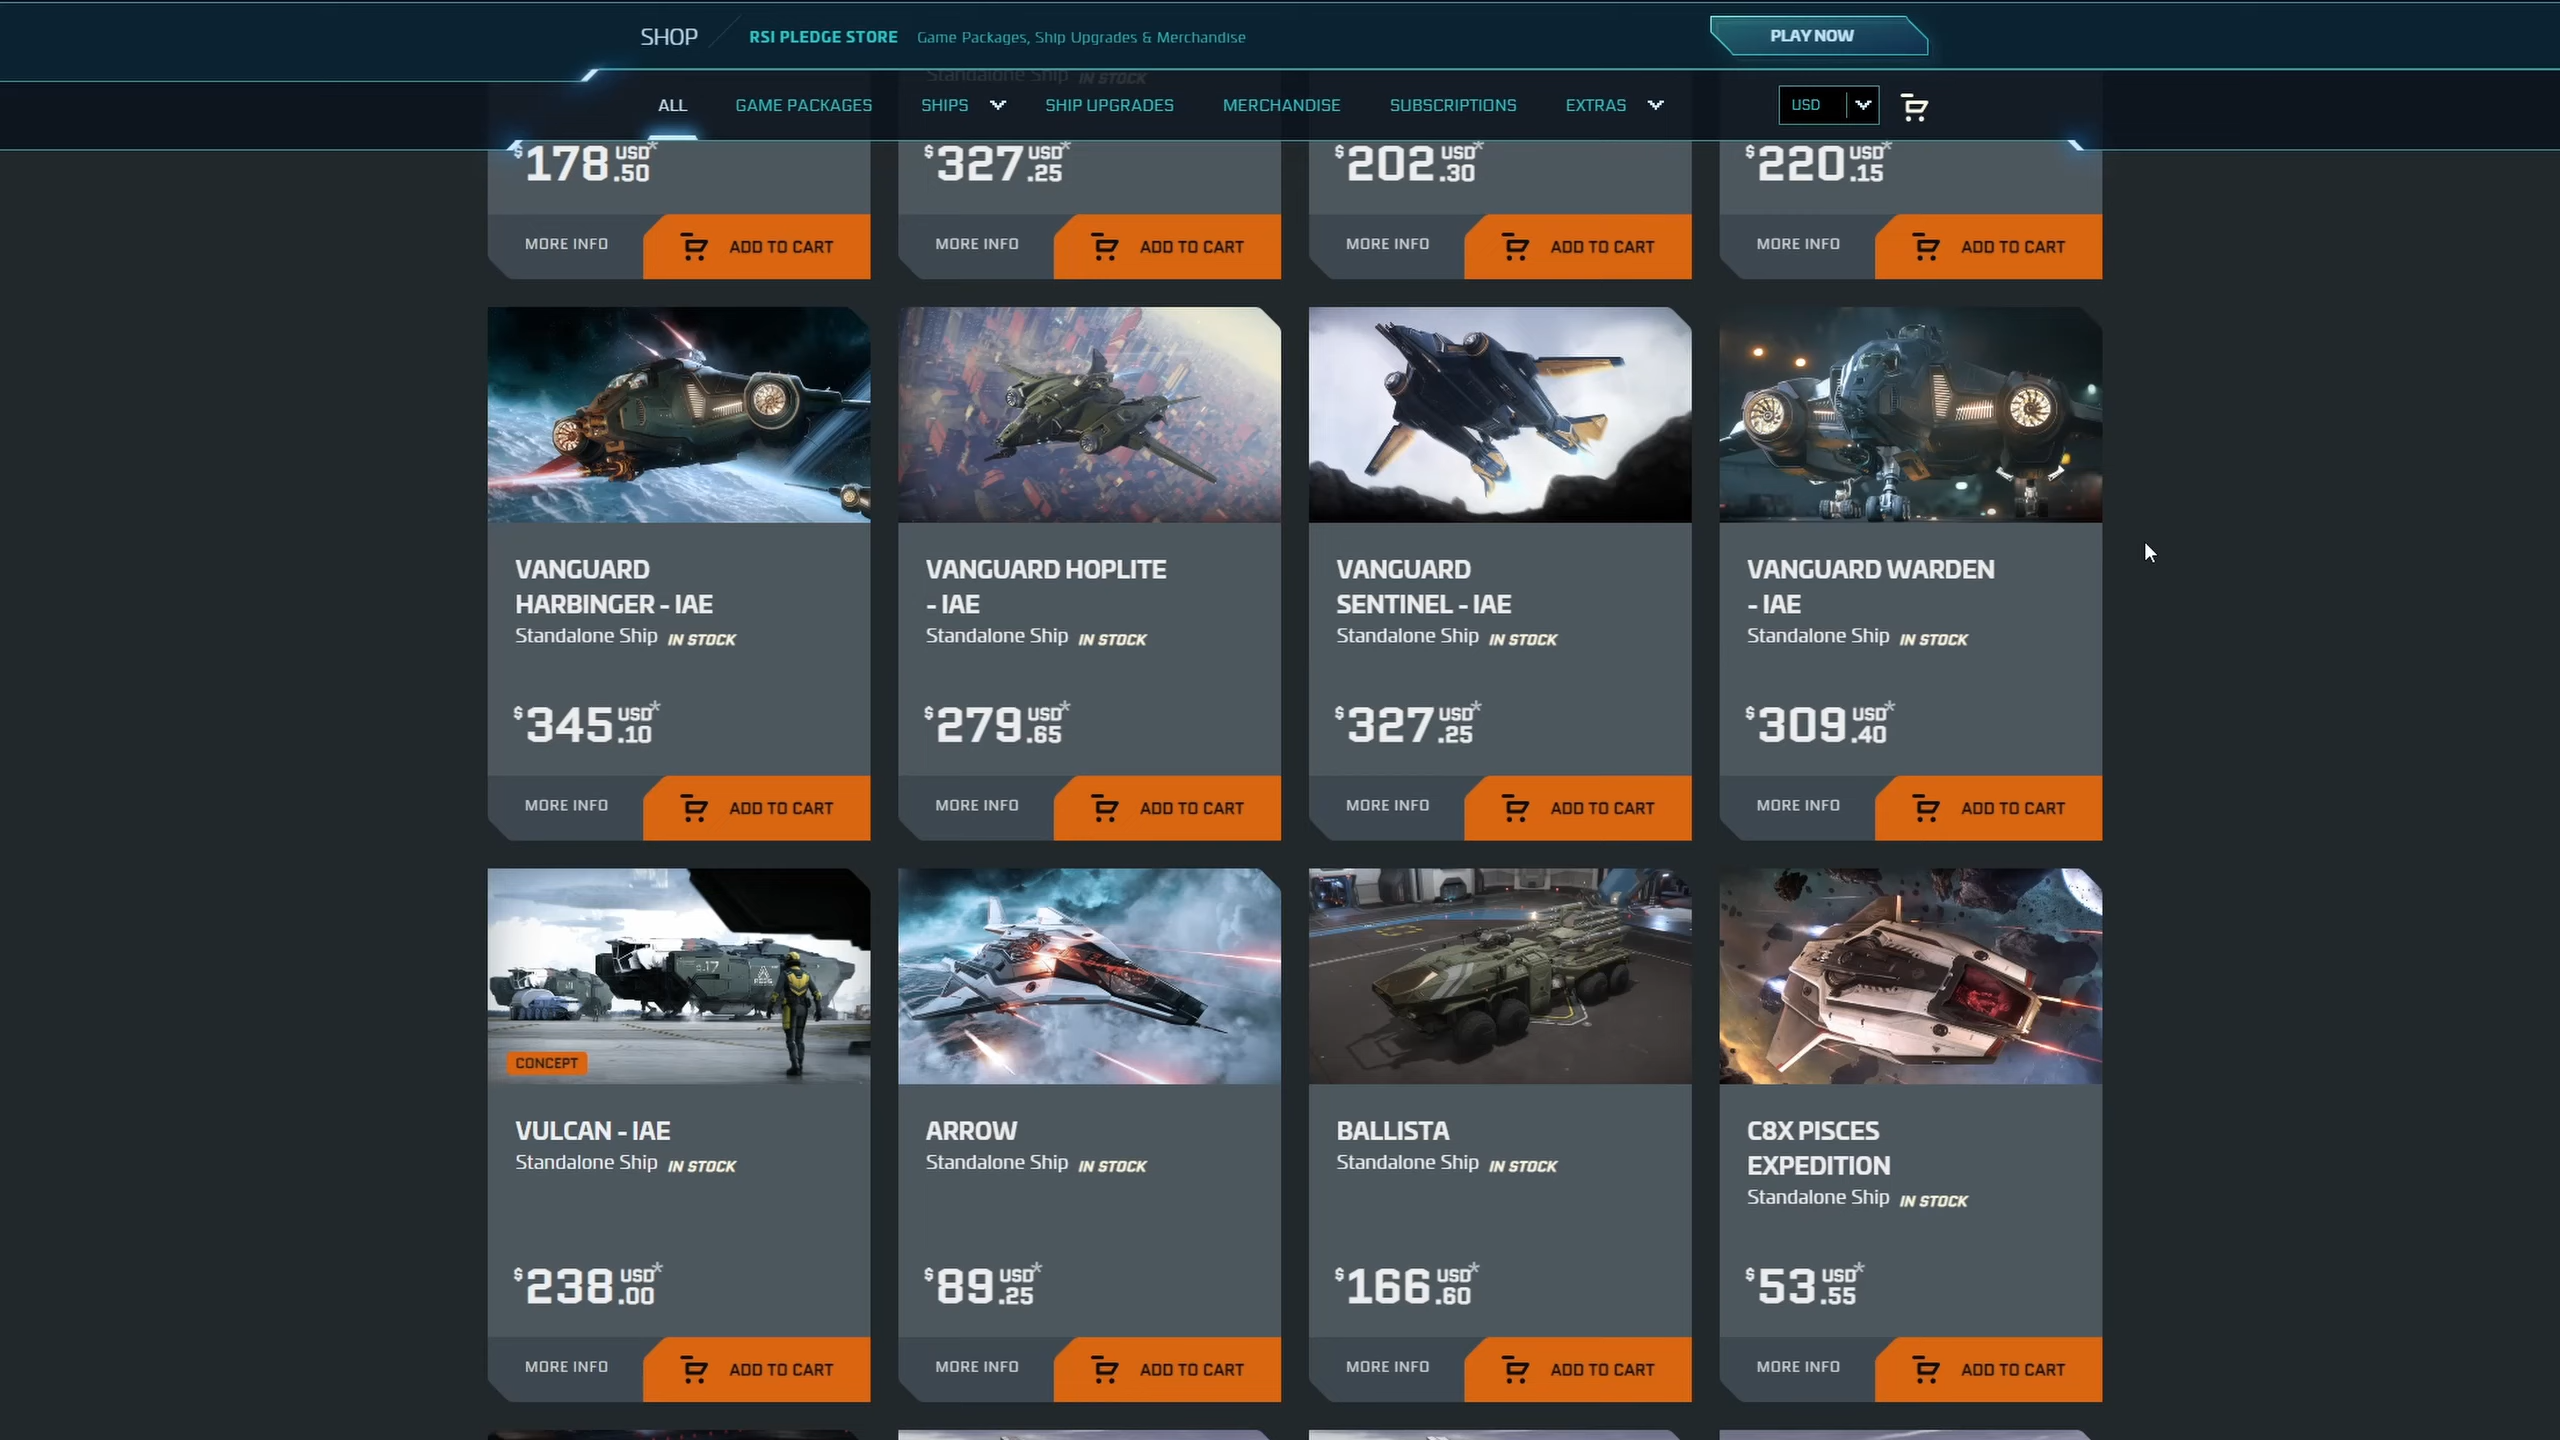 SHOP RSI PLEDGE STORE Game Packages, Ship Upgrades & Merchandise PLAY NOW
Standalone Ship IN STOCK
ALL GAME PACKAGES SHIPS SHIP UPGRADES MERCHANDISE SUBSCRIPTIONS EXTRAS USD
$178.50 USD* $327.25 USD* $202.30 USD* $220.15 USD*
MORE INFO ADD TO CART MORE INFO ADD TO CART MORE INFO ADD TO CART MORE INFO ADD TO CART
VANGUARD
HARBINGER - IAE
Standalone Ship IN STOCK
$345.10 USD*
MORE INFO ADD TO CART
VANGUARD HOPLITE
- IAE
Standalone Ship IN STOCK
$279.65 USD*
MORE INFO ADD TO CART
VANGUARD
SENTINEL - IAE
Standalone Ship IN STOCK
$327.25 USD*
MORE INFO ADD TO CART
VANGUARD WARDEN
- IAE
Standalone Ship IN STOCK
$309.40 USD*
MORE INFO ADD TO CART
17
CONCEPT
VULCAN - IAE
Standalone Ship IN STOCK
$238.00 USD*
MORE INFO ADD TO CART
ARROW
Standalone Ship IN STOCK
$89.25 USD*
MORE INFO ADD TO CART
BALLISTA
Standalone Ship IN STOCK
$166.60 USD*
MORE INFO ADD TO CART
C8X PISCES
EXPEDITION
Standalone Ship IN STOCK
$53.55 USD*
MORE INFO ADD TO CART